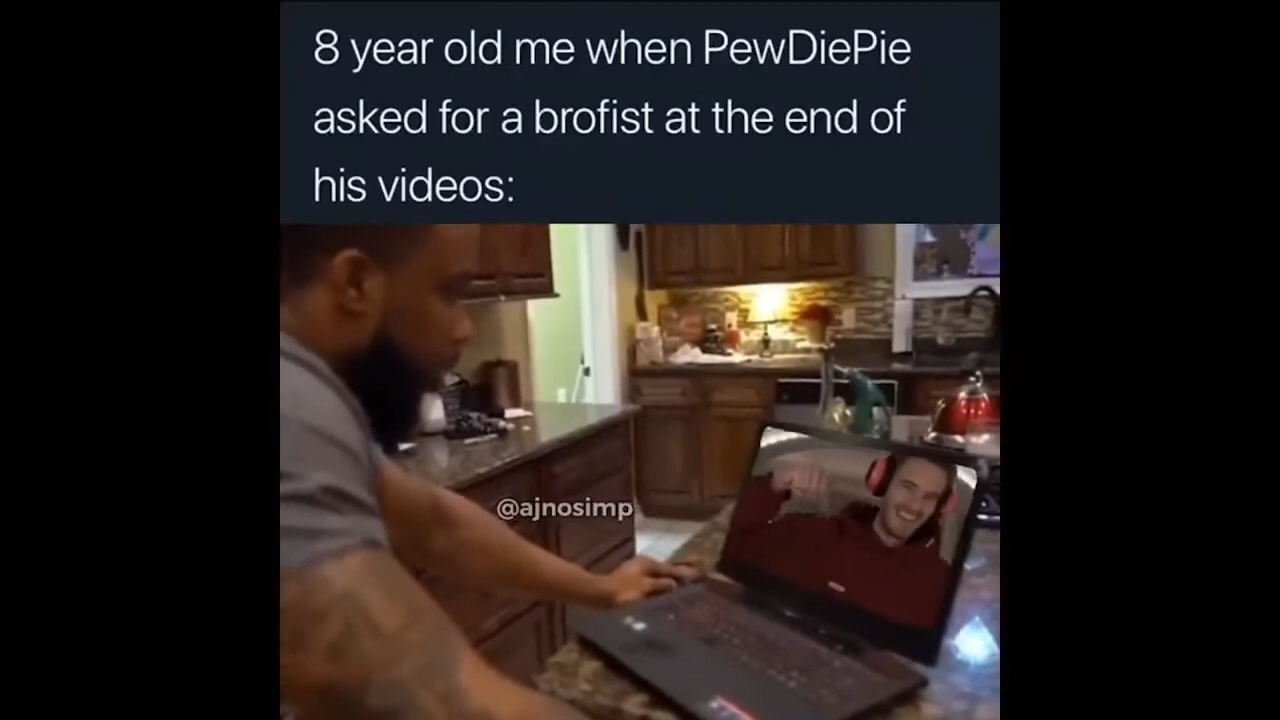 8 year old me when PewDiePie
asked for a brofist at the end of
his videos:
@ajnosimp